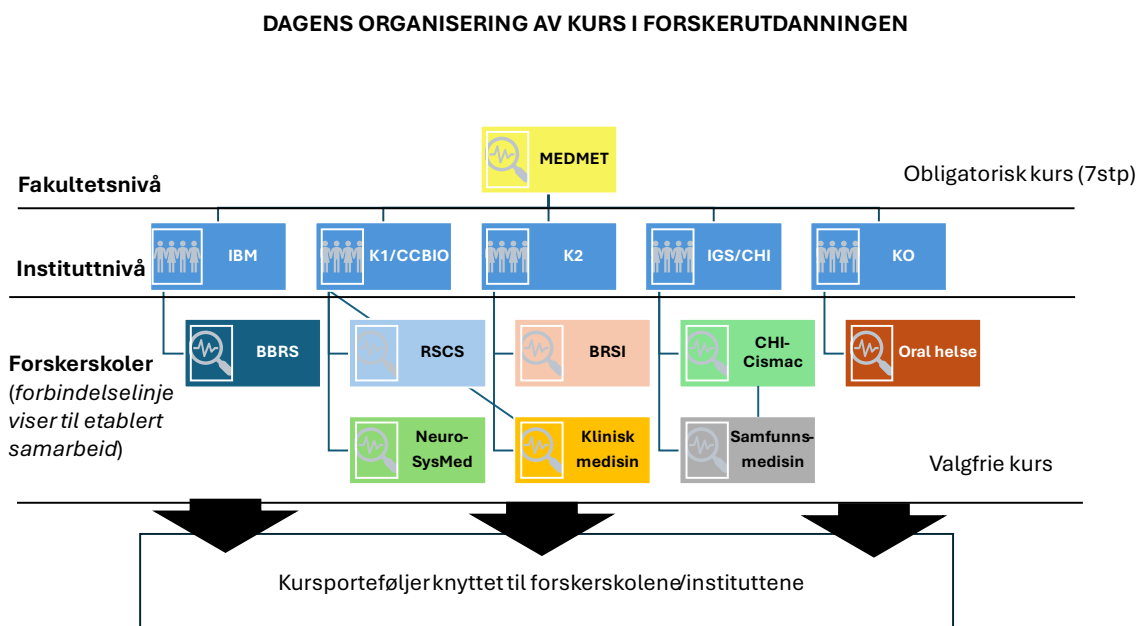 DAGENS ORGANISERING AV KURS I FORSKERUTDANNINGEN
MEDMET
Fakultetsnivå
Obligatorisk kurs (7stp)
Instituttnivå
IBM
K1/CCBIO
K2
IGS/CHI
KO
BBRS
RSCS
BRSI
CHI-
Cismac
Oral helse
Forskerskoler
(forbindelselinje
viser til etablert
samarbeid)
Neuro-
SysMed
Klinisk
medisin
Samfunns-
medisin
Valgfrie kurs
Kursporteføljer knyttet til forskerskolene/instituttene